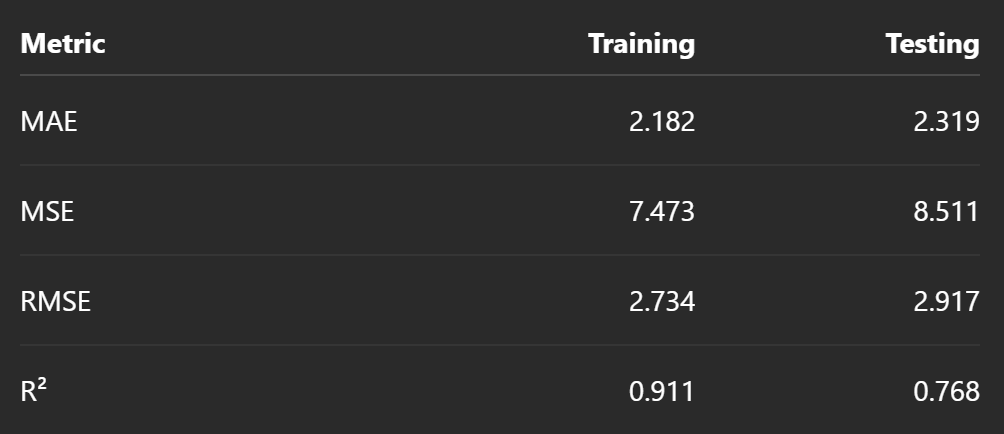 Metric Training Testing
MAE 2.182 2.319
MSE 7.473 8.511
RMSE 2.734 2.917
R² 0.911 0.768